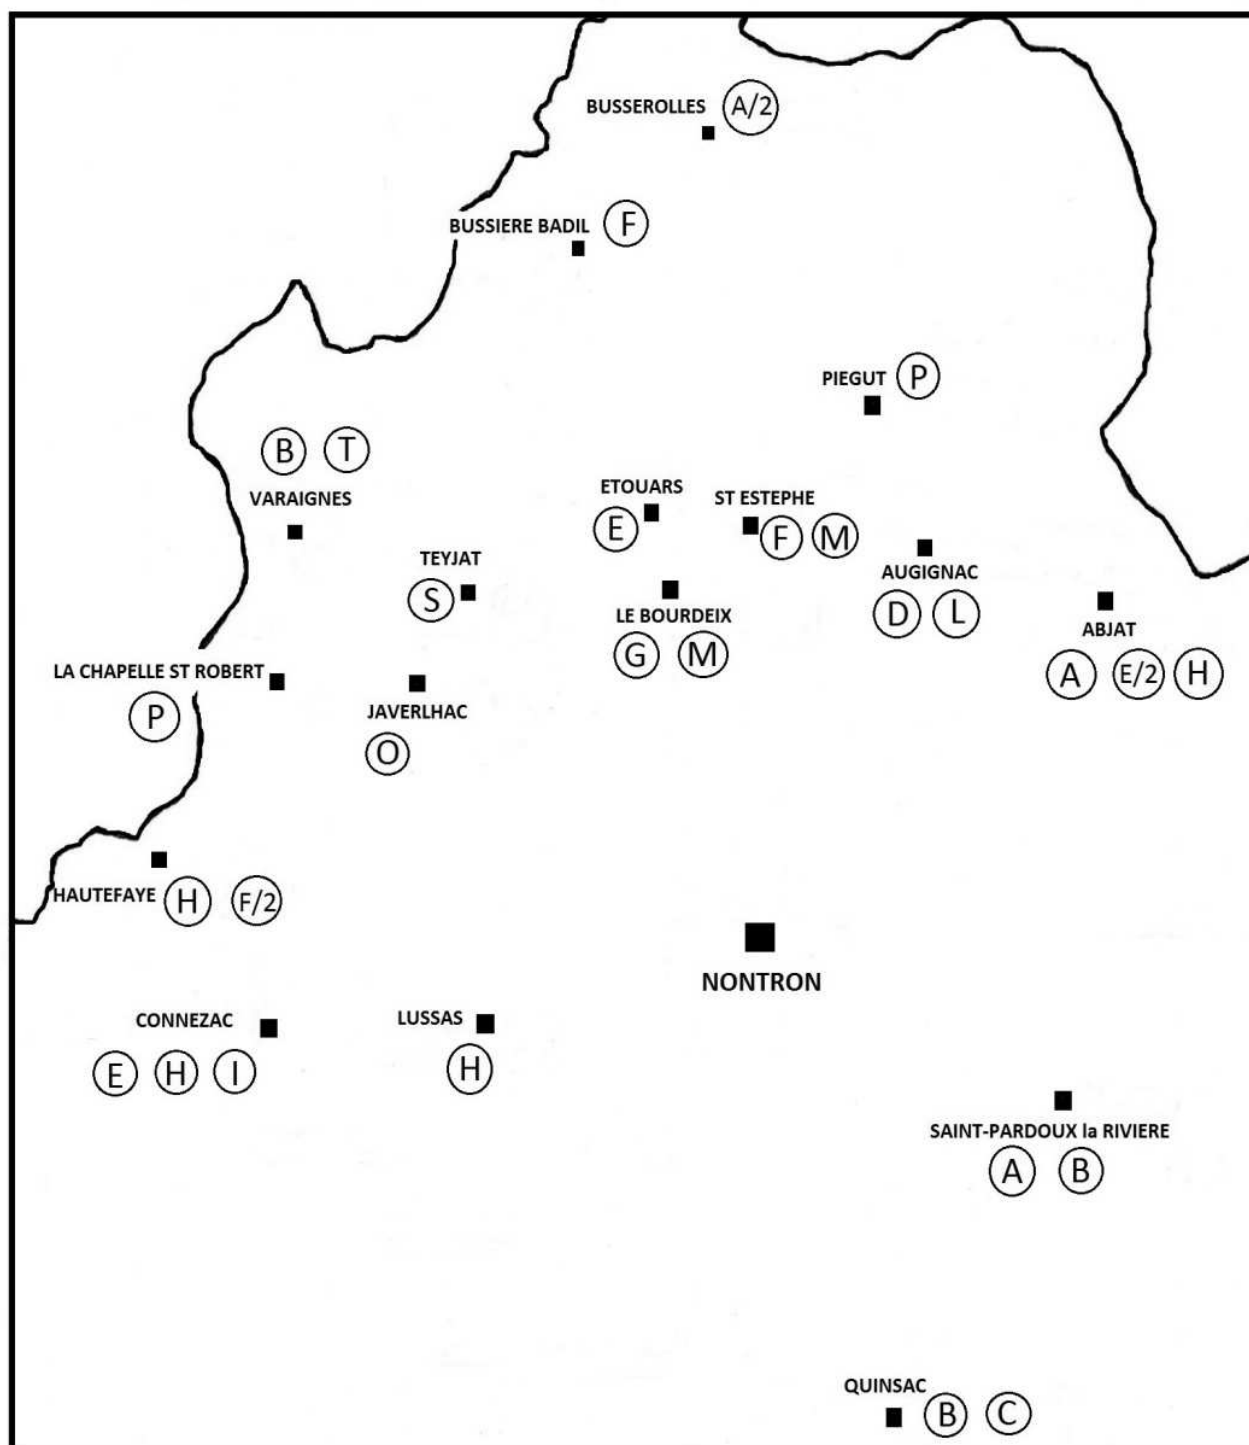 BUSSEROLLES A/2
BUSSIERE BADIL F
PIEGUT P
B T
VARAIGNES
ETOUARS
E
ST ESTEPHE
F M
TEYJAT
S
AUGIGNAC
D L
LE BOURDEIX
G M
ABJAT
A E/2 H
LA CHAPELLE ST ROBERT
P
JAVERLHAC
O
HAUTEFAYE H F/2
NONTRON
CONNEZAC
E H I
LUSSAS
H
SAINT-PARDOUX la RIVIERE
A B
QUINSAC B C